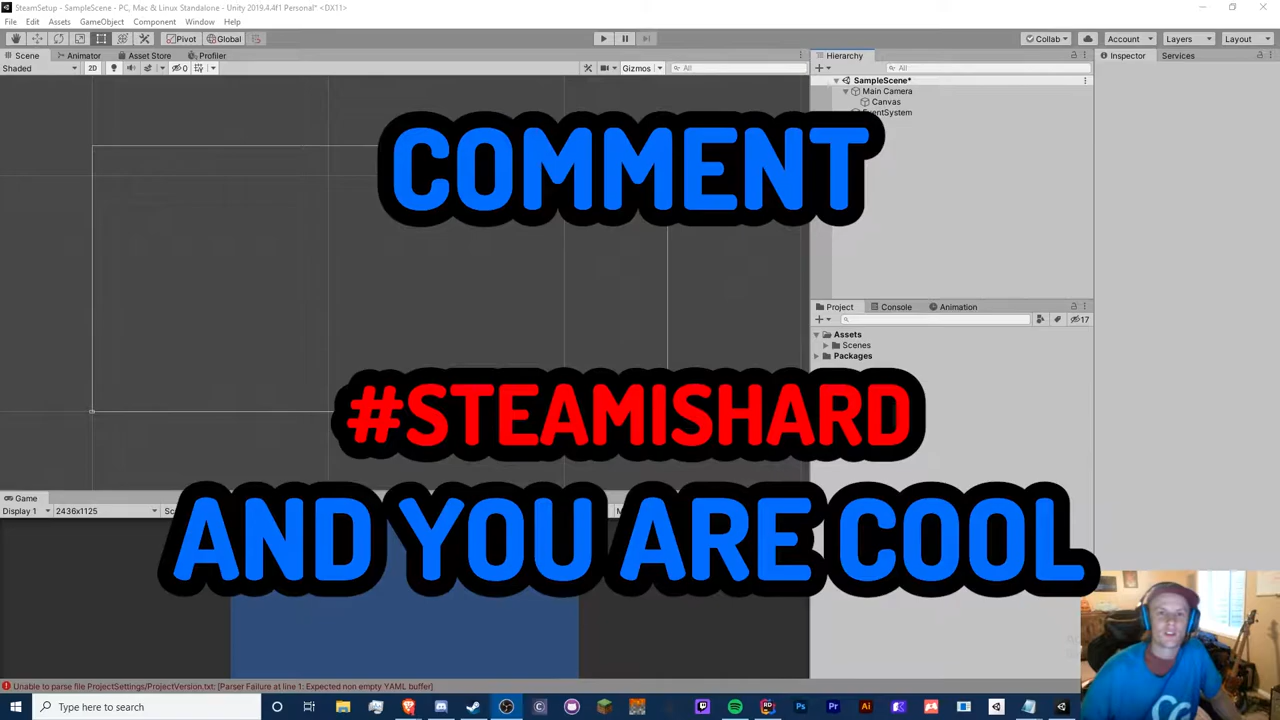 SteamSetup - SampleScene - PC, Mac & Linux Standalone - Unity 2019.4.4f1 Personal* <DX11>
File Edit Assets GameObject Component Window Help
Pivot Global Collab Account Layers Layout
Scene Animator Asset Store Profiler
Shaded 2D 0 Gizmos All
Hierarchy
All
SampleScene*
Main Camera
Canvas
EventSystem
Inspector Services
COMMENT
Project Console Animation
17
Assets
Scenes
Packages
#STEAMISHARD
AND YOU ARE COOL
Game
Display 1 2436x1125
Unable to parse file ProjectSettings/ProjectVersion.txt: [Parser Failure at line 1: Expected non empty YAML buffer]
Type here to search